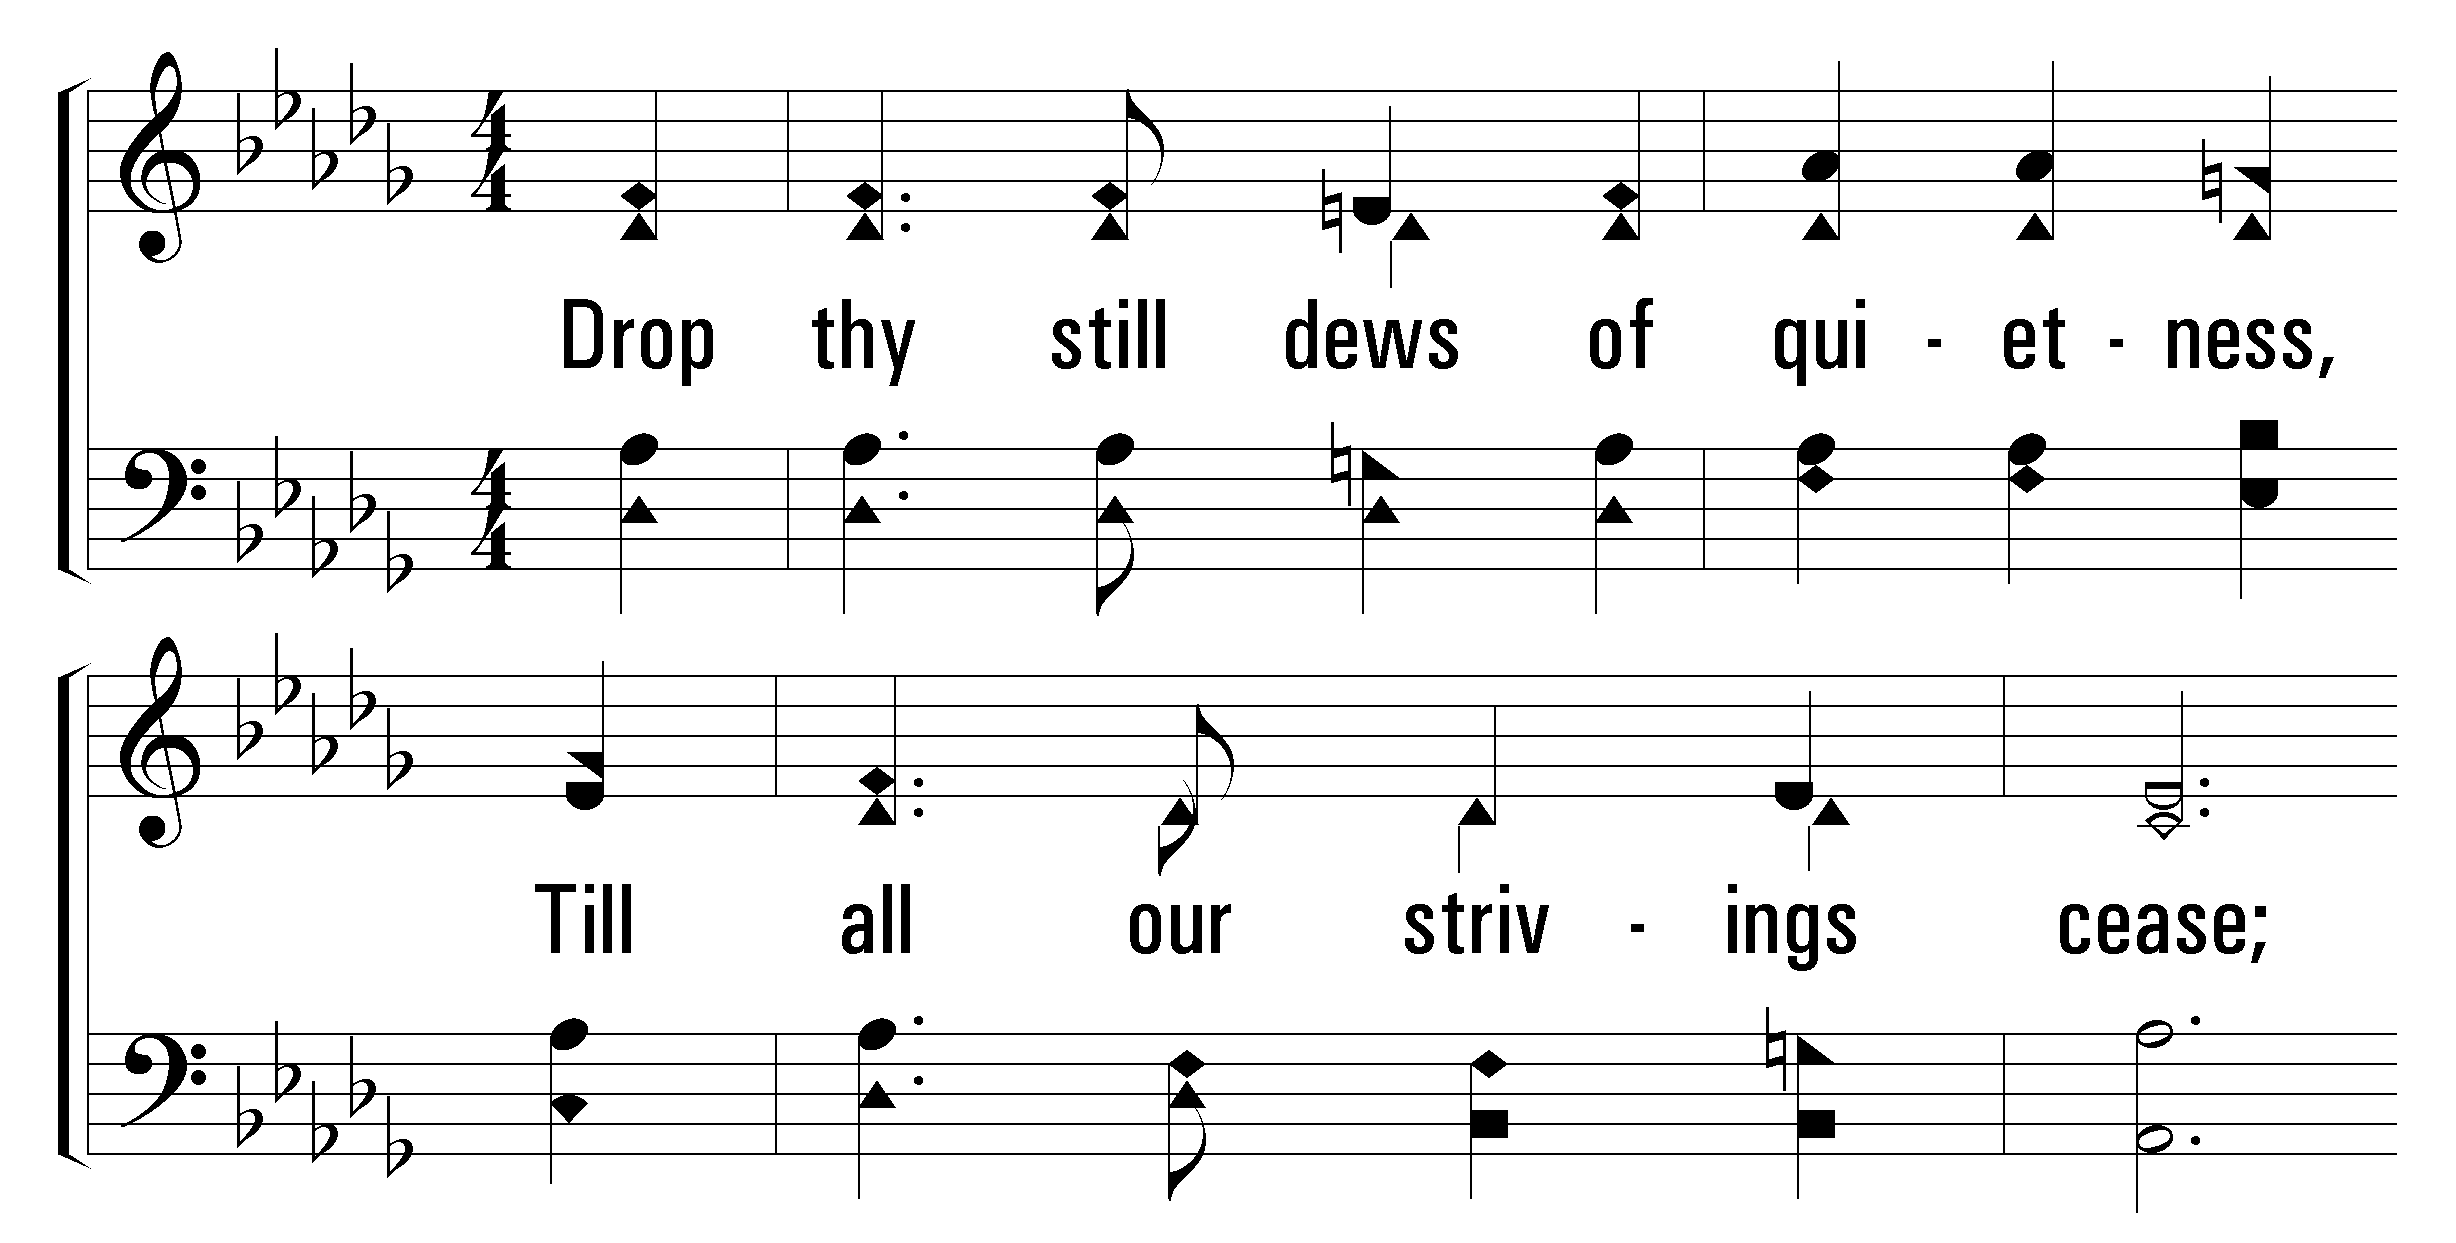 Drop thy still dews of qui - et - ness,
Till all our striv - ings cease;